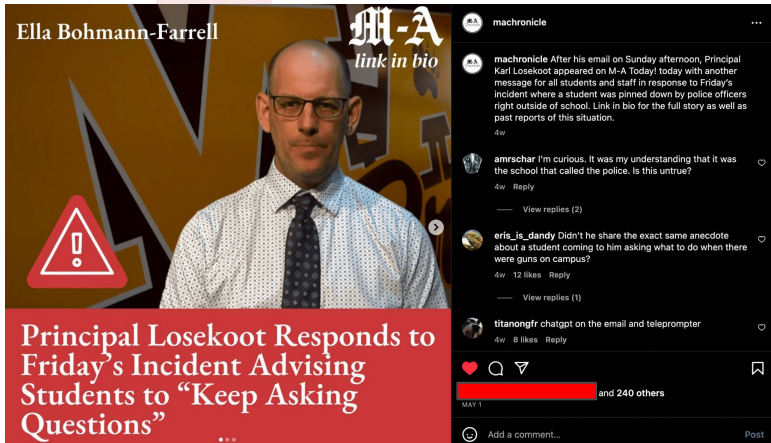 Ella Bohmann-Farrell
M-A
link in bio
Principal Losekoot Responds to
Friday's Incident Advising
Students to “Keep Asking
Questions”
machronicle
machronicle After his email on Sunday afternoon, Principal
Karl Losekoot appeared on M-A Today! today with another
message for all students and staff in response to Friday's
incident where a student was pinned down by police officers
right outside of school. Link in bio for the full story as well as
past reports of this situation.
4w
amrschar I'm curious. It was my understanding that it was
the school that called the police. Is this untrue?
4w Reply
View replies (2)
eris_is_dandy Didn't he share the exact same anecdote
about a student coming to him asking what to do when there
were guns on campus?
4w 12 likes Reply
View replies (1)
titanongfr chatgpt on the email and teleprompter
4w 8 likes Reply
and 240 others
MAY 1
Add a comment...
Post